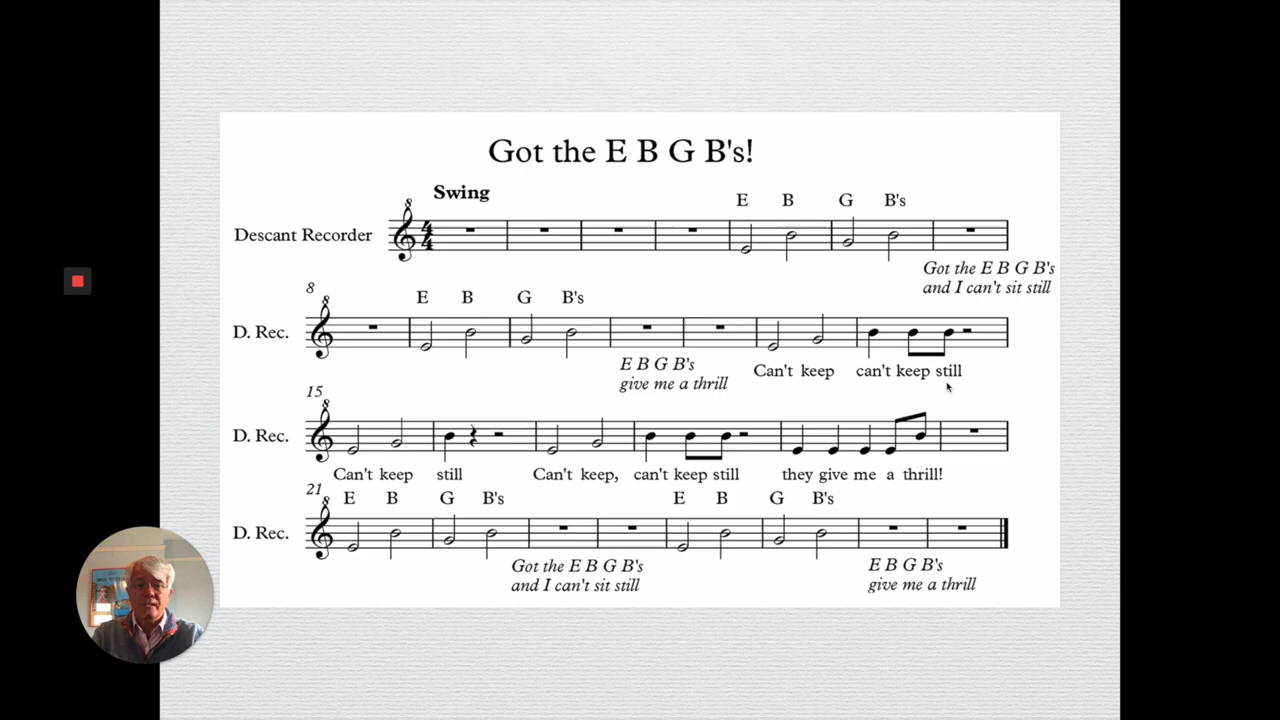 Got the E B G B's!
Swing
E B G B's
Descant Recorder
Got the E B G B's
and I can't sit still
8
E B G B's
D. Rec.
E B G B's
give me a thrill
Can't keep can't keep still
15
D. Rec.
Can't keep still Can't keep, can't keep still they give me a thrill!
21
E B G B's E B G B's
D. Rec.
Got the E B G B's
and I can't sit still
E B G B's
give me a thrill